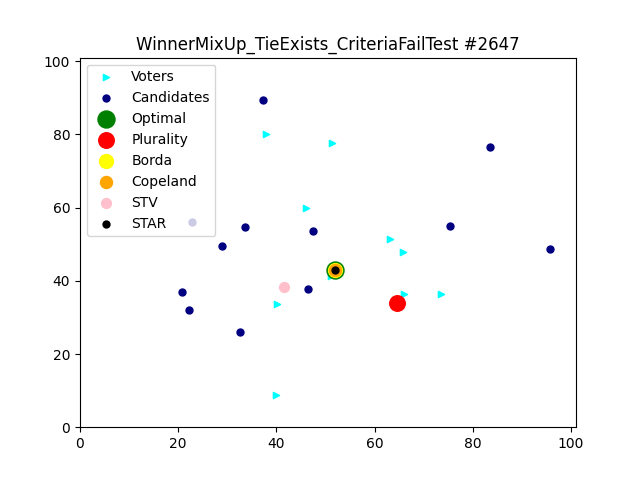 WinnerMixUp_TieExists_CriteriaFailTest #2647
100
80
60
40
20
0
Voters
Candidates
Optimal
Plurality
Borda
Copeland
STV
STAR
0 20 40 60 80 100